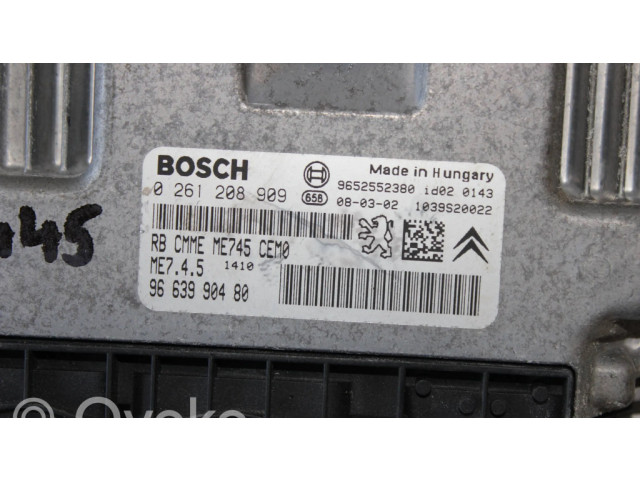 BOSCH
Made in Hungary
0 261 208 909
9652552380 id02 0143
658
08-03-02 1039S20022
RB CMME ME745 CEM0
ME7.4.5 1410
96 639 904 80
45
Ovoko